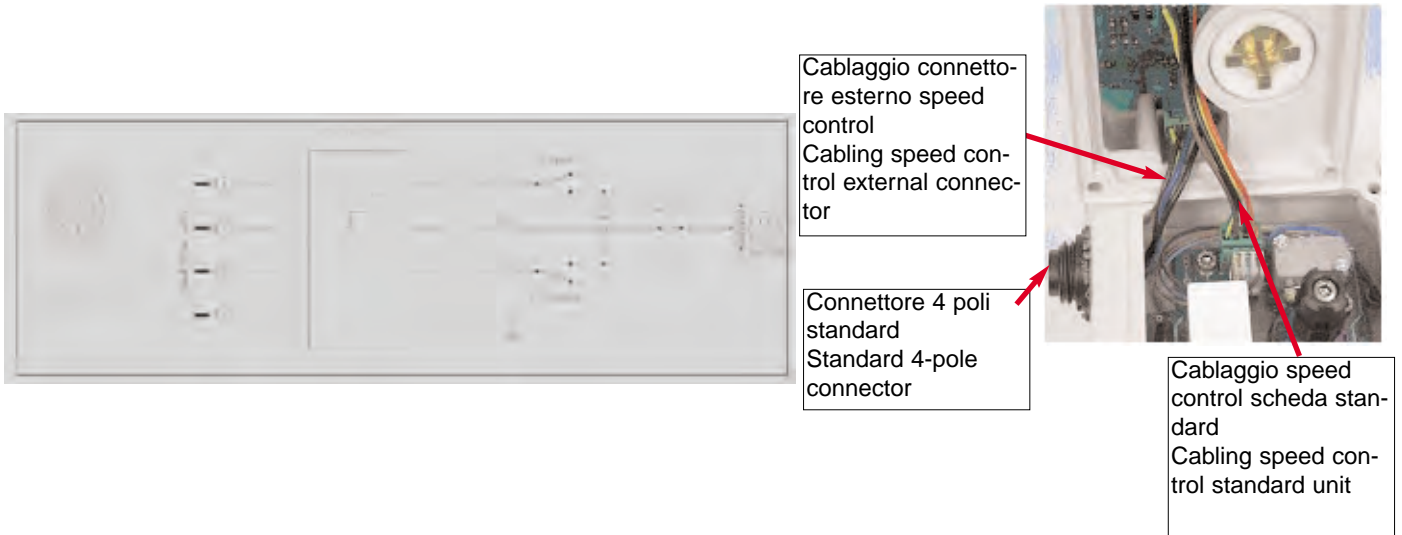 Cablaggio connetto-
re esterno speed
control
Cabling speed con-
trol external connec-
tor
Connettore 4 poli
standard
Standard 4-pole
connector
Cablaggio speed
control scheda stan-
dard
Cabling speed con-
trol standard unit